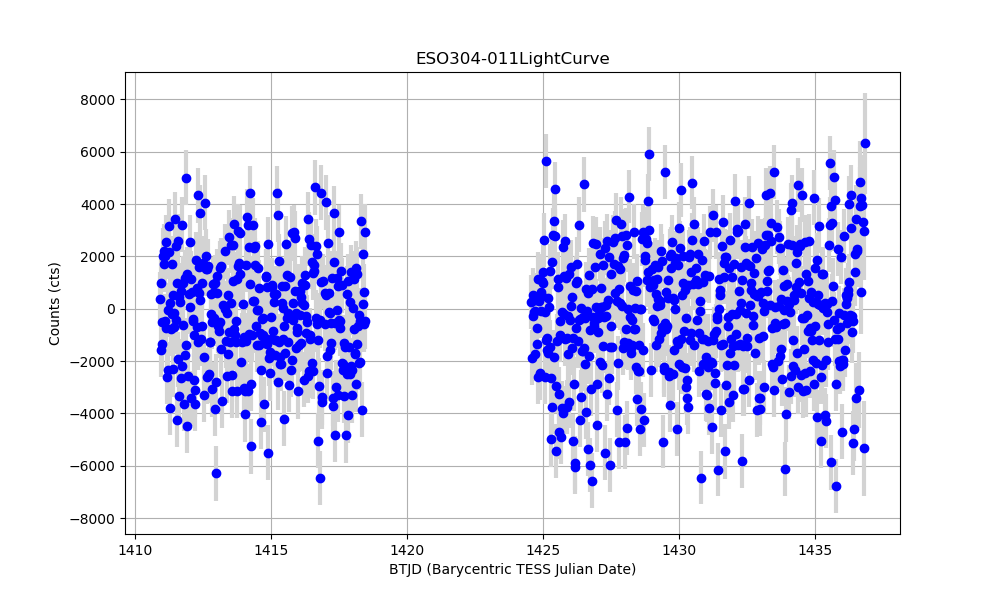 ESO304-011LightCurve
8000
6000
4000
2000
0
−2000
−4000
−6000
−8000
Counts (cts)
1410 1415 1420 1425 1430 1435
BTJD (Barycentric TESS Julian Date)